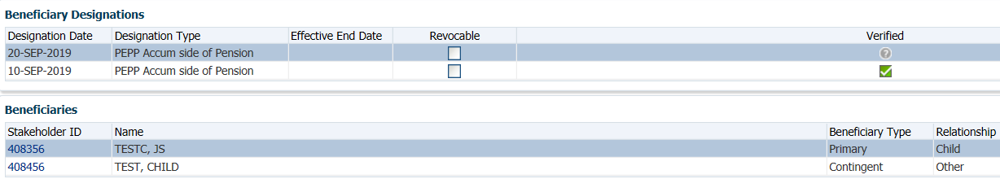 Beneficiary Designations
Designation Date Designation Type Effective End Date Revocable Verified
20-SEP-2019 PEPP Accum side of Pension ?
10-SEP-2019 PEPP Accum side of Pension
Beneficiaries
Stakeholder ID Name Beneficiary Type Relationship
408356 TESTC, JS Primary Child
408456 TEST, CHILD Contingent Other